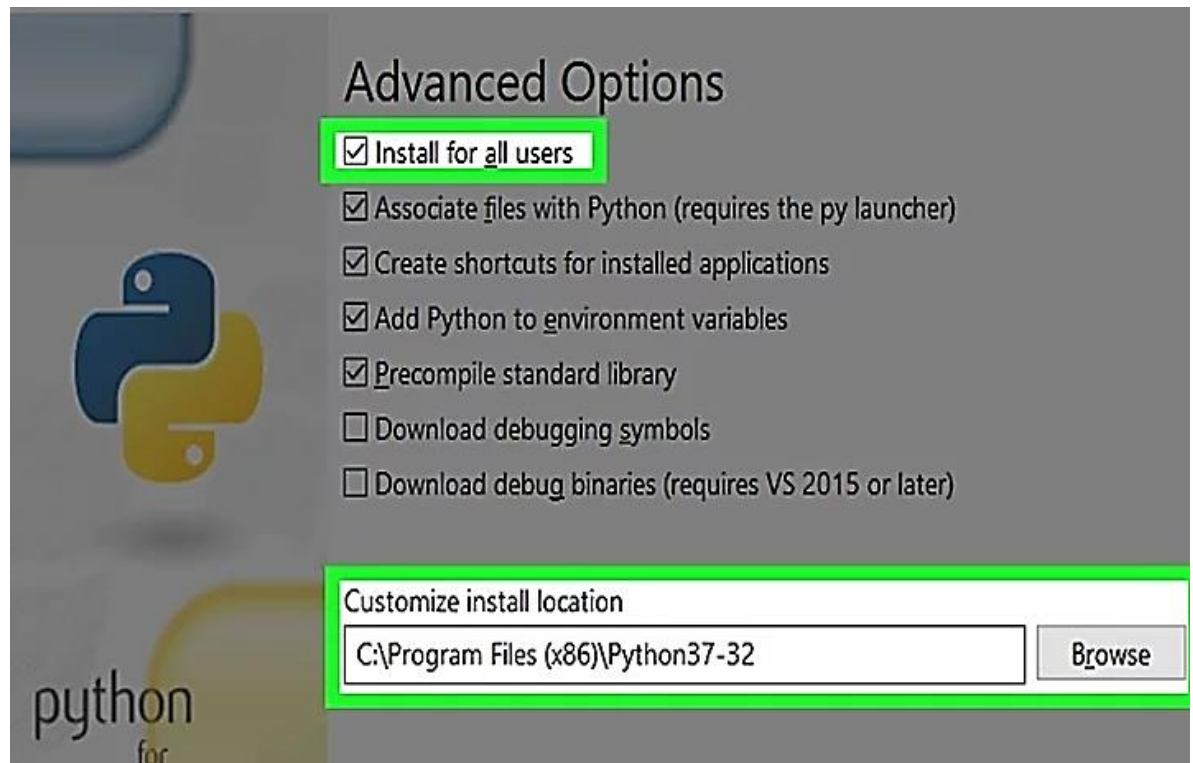 Advanced Options
Install for all users
Associate files with Python (requires the py launcher)
Create shortcuts for installed applications
Add Python to environment variables
Precompile standard library
Download debugging symbols
Download debug binaries (requires VS 2015 or later)
Customize install location
C:\Program Files (x86)\Python37-32
Browse
python
for